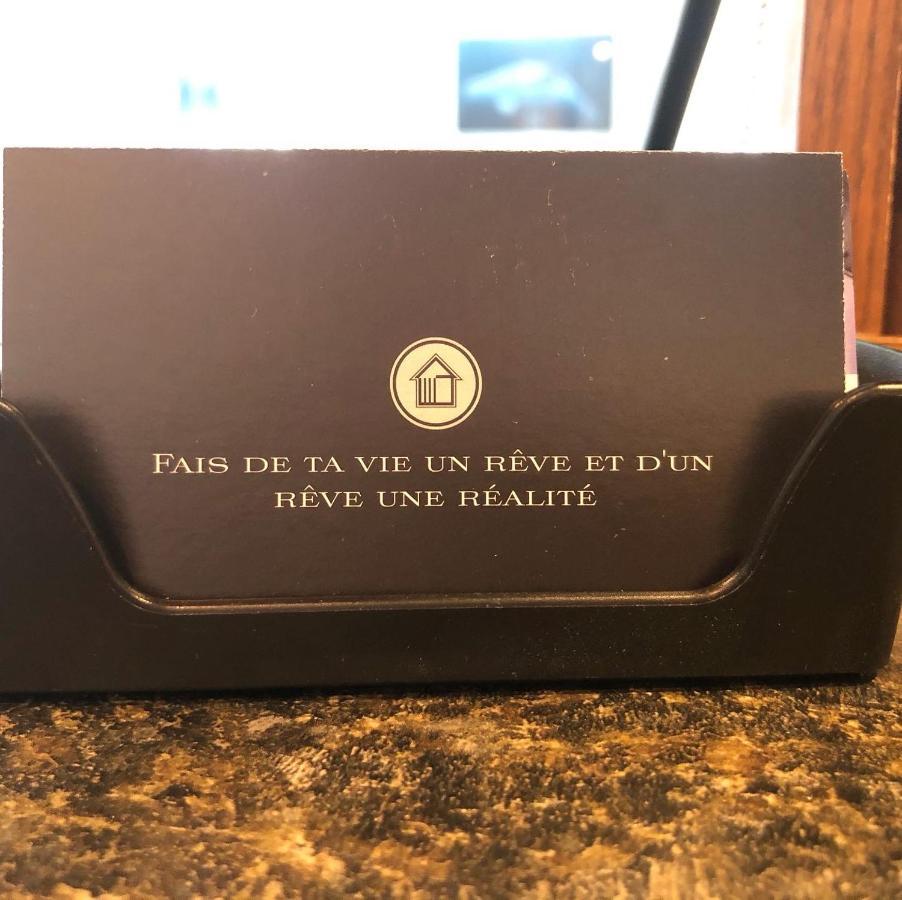 Fais de ta vie un rêve et d'un
rêve une réalité